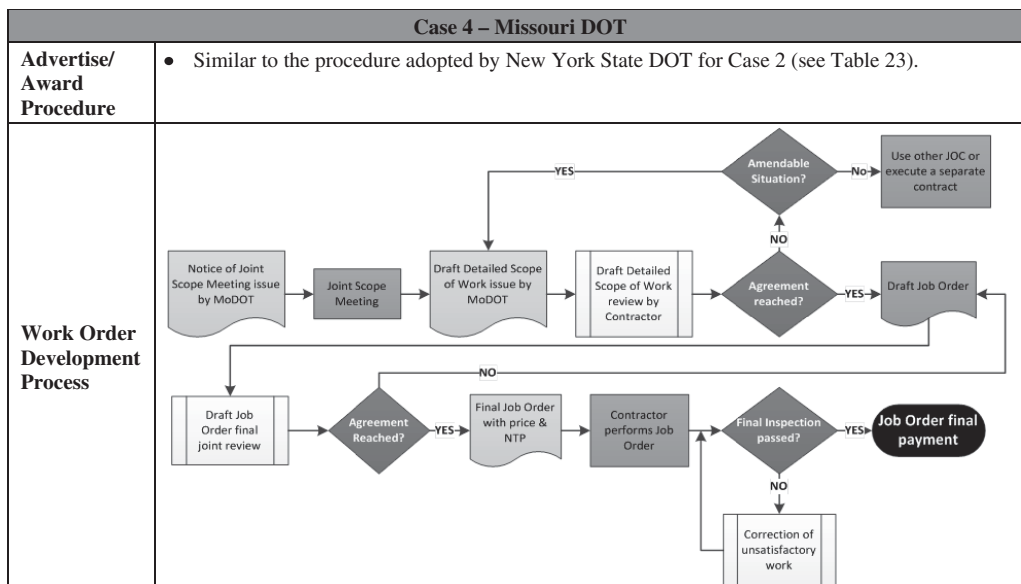 Case 4 – Missouri DOT
Advertise/
Award
Procedure
• Similar to the procedure adopted by New York State DOT for Case 2 (see Table 23).
Work Order
Development
Process
Amendable
Situation?
YES
No
Use other JOC or
execute a separate
contract
NO
Notice of Joint
Scope Meeting issue
by MoDOT
Joint Scope
Meeting
Draft Detailed Scope
of Work issue by
MoDOT
Draft Detailed
Scope of Work
review by
Contractor
Agreement
reached?
YES
Draft Job Order
NO
Draft Job
Order final
joint review
Agreement
Reached?
YES
Final Job Order
with price &
NTP
Contractor
performs Job
Order
Final Inspection
passed?
YES
Job Order final
payment
NO
Correction of
unsatisfactory
work